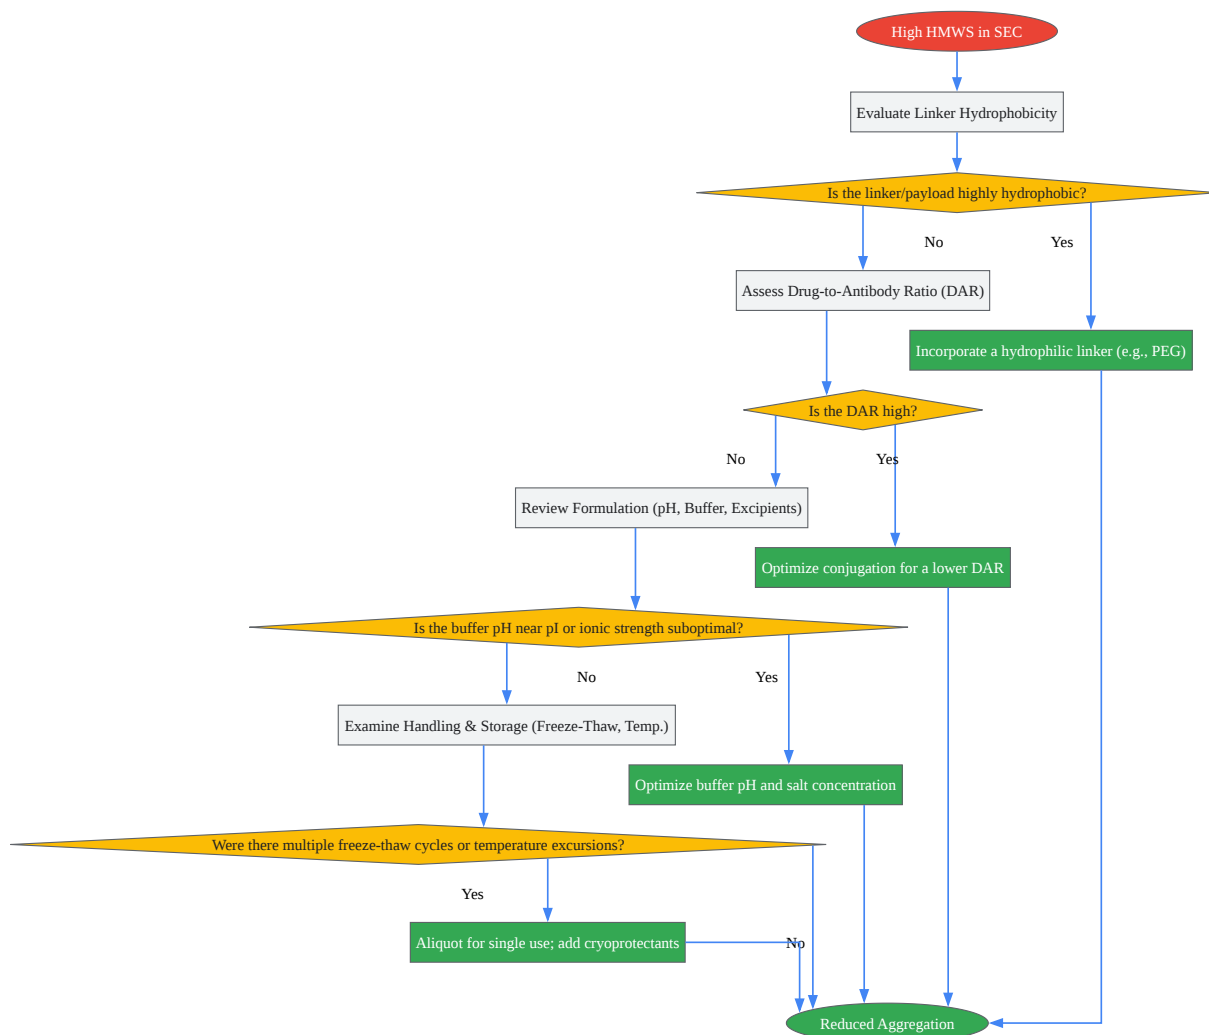 High HMWS in SEC
Evaluate Linker Hydrophobicity
Is the linker/payload highly hydrophobic?
No
Yes
Assess Drug-to-Antibody Ratio (DAR)
Incorporate a hydrophilic linker (e.g., PEG)
Is the DAR high?
No
Yes
Review Formulation (pH, Buffer, Excipients)
Optimize conjugation for a lower DAR
Is the buffer pH near pI or ionic strength suboptimal?
No
Yes
Examine Handling & Storage (Freeze-Thaw, Temp.)
Optimize buffer pH and salt concentration
Were there multiple freeze-thaw cycles or temperature excursions?
Yes
Aliquot for single use; add cryoprotectants
No
Reduced Aggregation